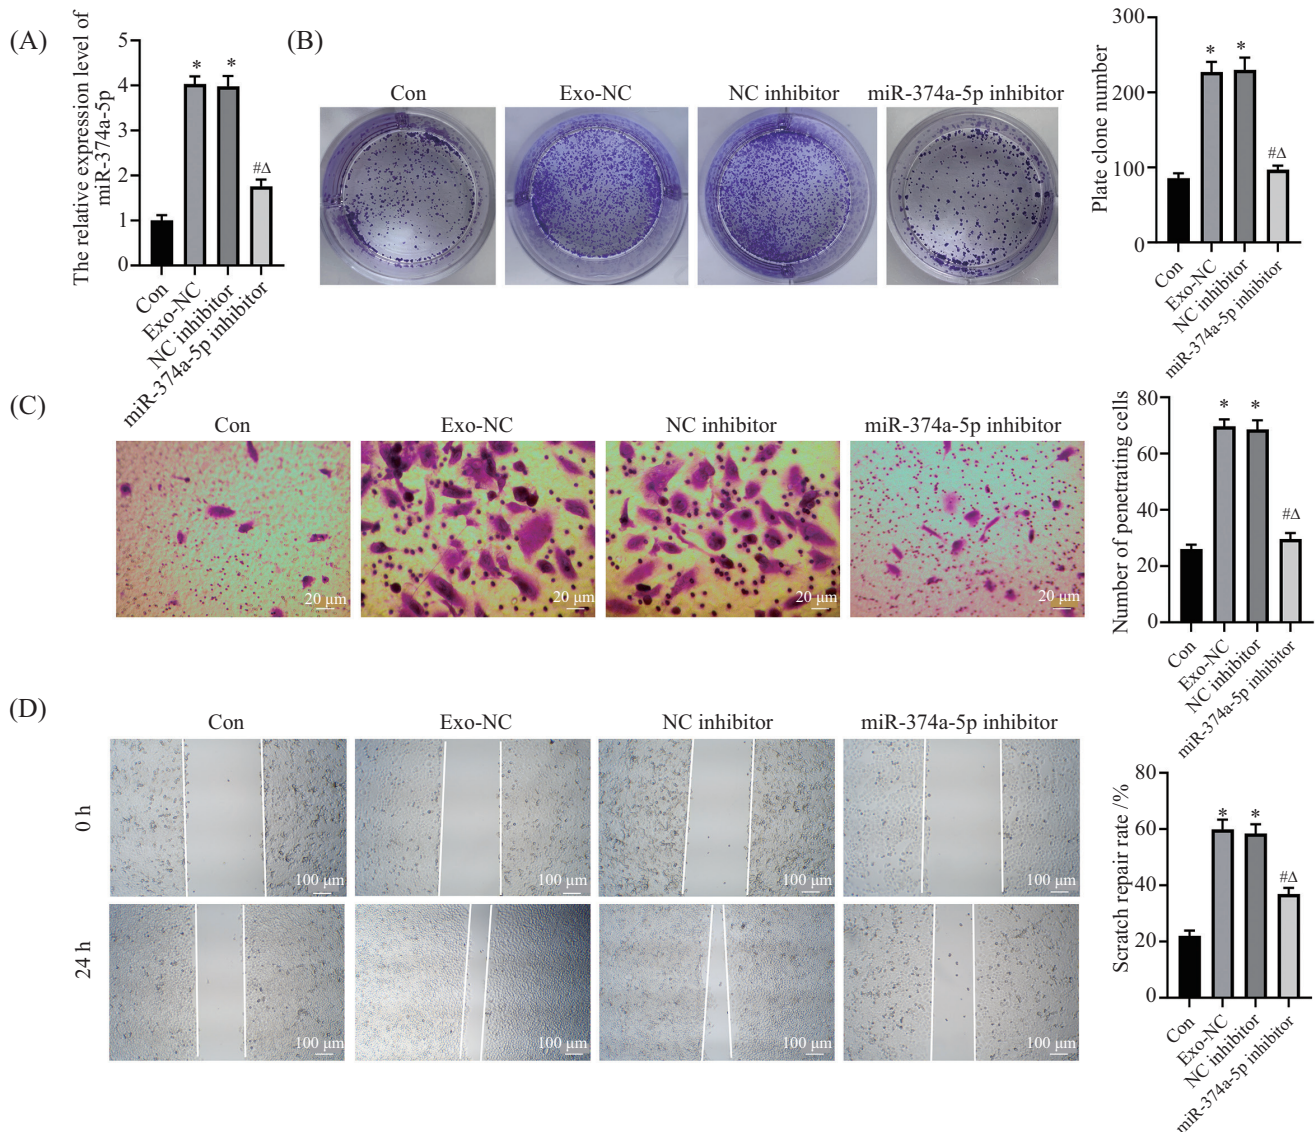 (A)
The relative expression level of
miR-374a-5p
5
4
3
2
1
0
Con
Exo-NC
NC inhibitor
miR-374a-5p inhibitor
*
*
#Δ
(B)
Con
Exo-NC
NC inhibitor
miR-374a-5p inhibitor
Plate clone number
300
200
100
0
*
*
#Δ
Con
Exo-NC
NC inhibitor
miR-374a-5p inhibitor
(C)
Con
Exo-NC
NC inhibitor
miR-374a-5p inhibitor
20 μm
20 μm
20 μm
20 μm
Number of penetrating cells
80
60
40
20
0
*
*
#Δ
Con
Exo-NC
NC inhibitor
miR-374a-5p inhibitor
(D)
Con
Exo-NC
NC inhibitor
miR-374a-5p inhibitor
0 h
100 μm
100 μm
100 μm
100 μm
24 h
100 μm
100 μm
100 μm
100 μm
Scratch repair rate /%
80
60
40
20
0
*
*
#Δ
Con
Exo-NC
NC inhibitor
miR-374a-5p inhibitor